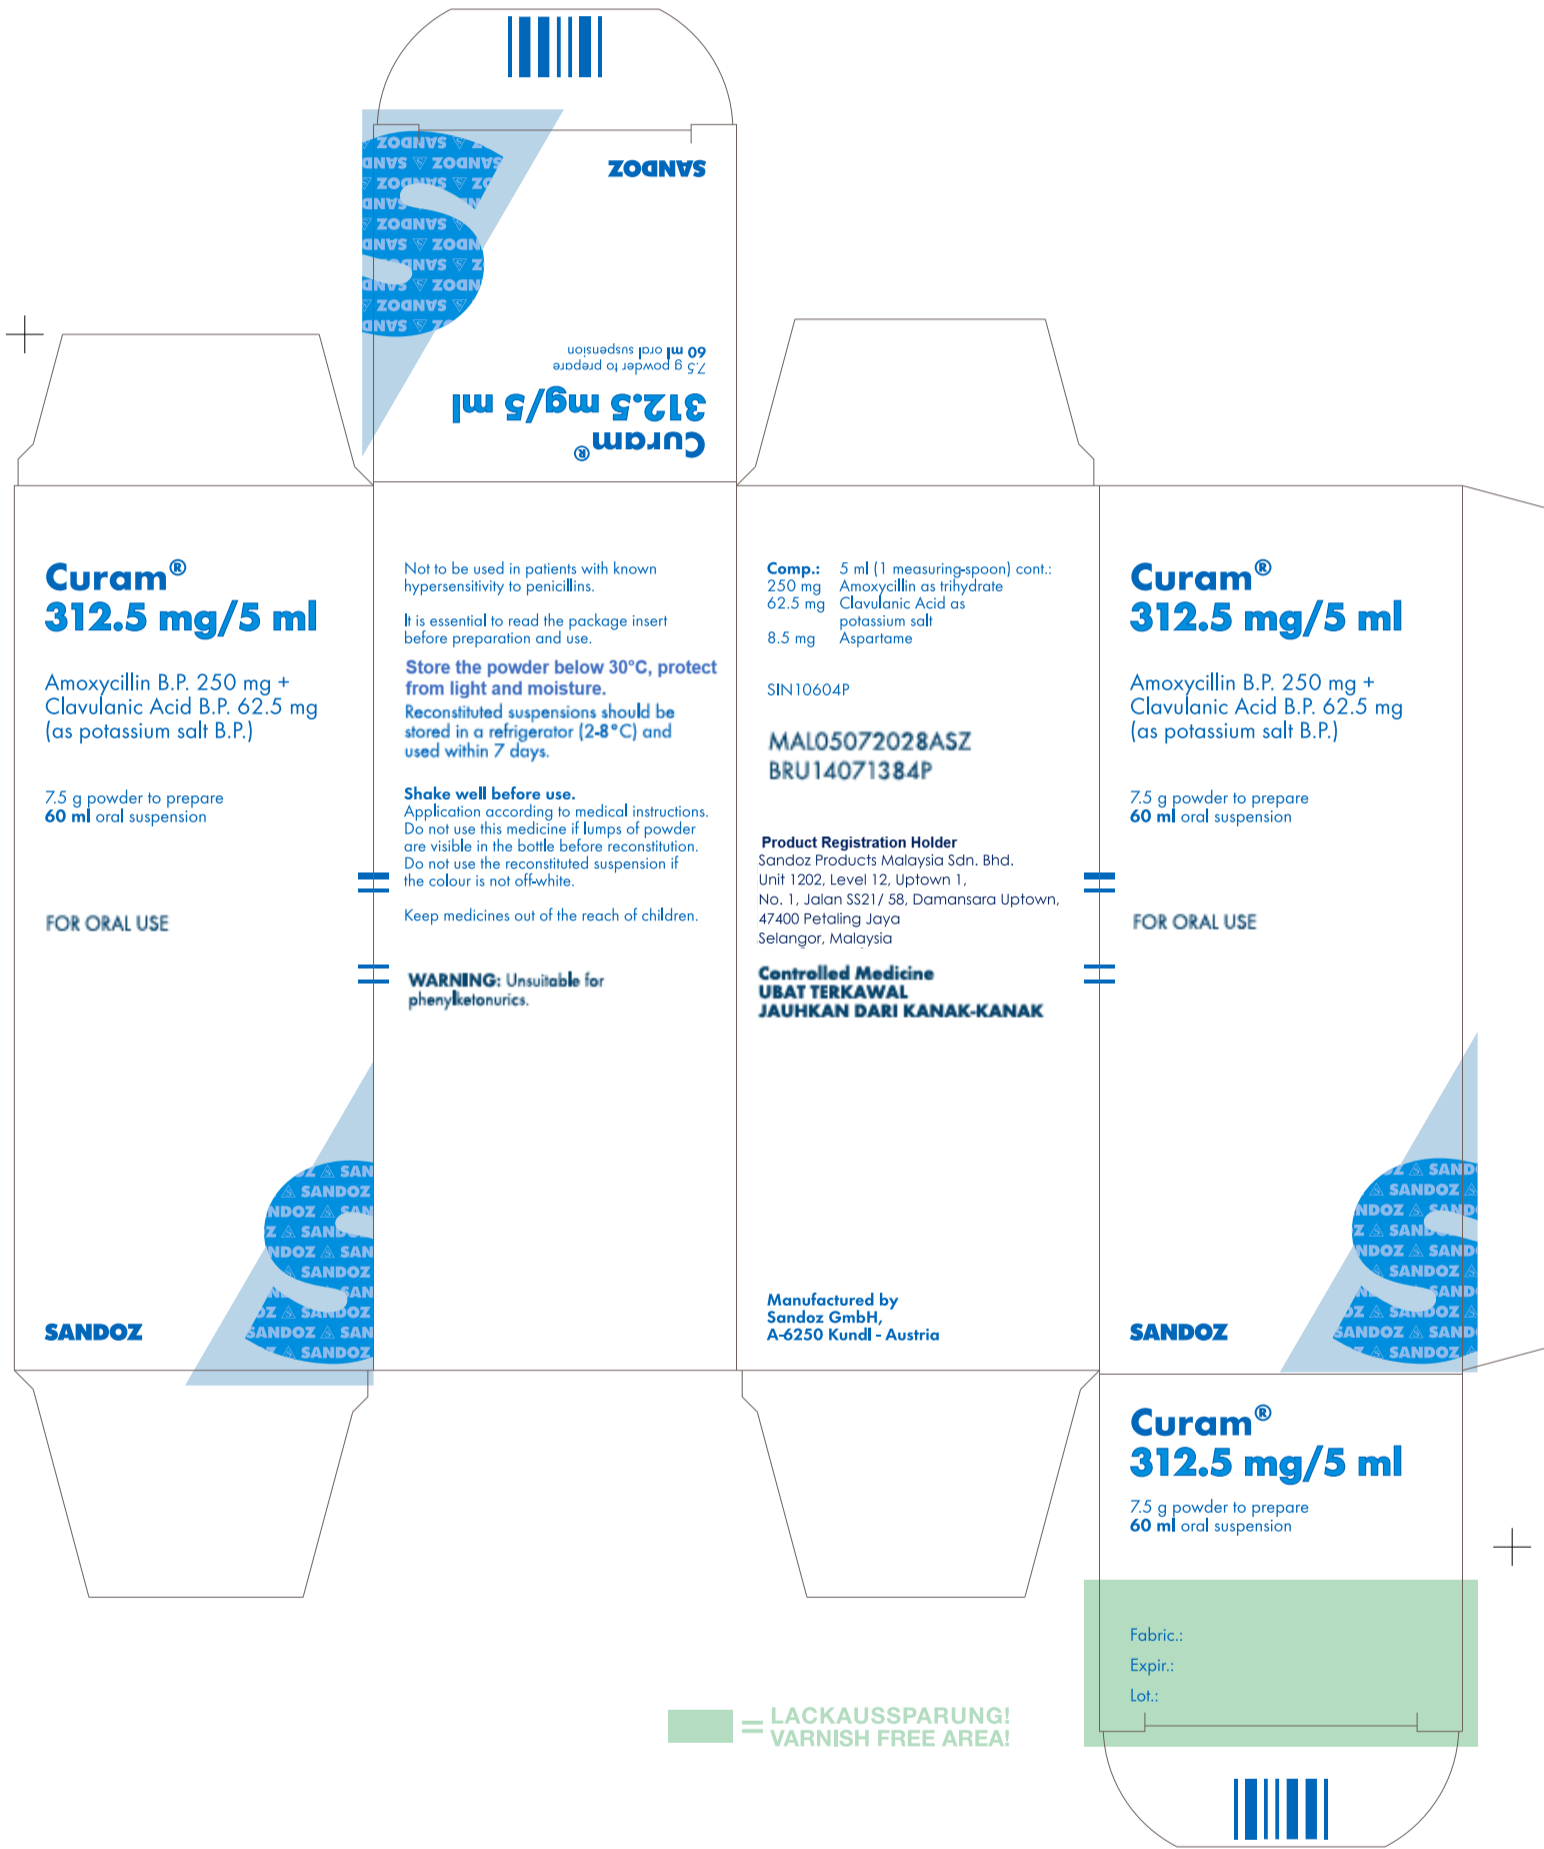 SANDOZ
60 ml oral suspension
7.5 g powder to prepare
312.5 mg/5 ml
Curam®
Curam®
312.5 mg/5 ml
Amoxycillin B.P. 250 mg +
Clavulanic Acid B.P. 62.5 mg
(as potassium salt B.P.)
7.5 g powder to prepare
60 ml oral suspension
FOR ORAL USE
SANDOZ
Not to be used in patients with known
hypersensitivity to penicillins.
It is essential to read the package insert
before preparation and use.
Store the powder below 30°C, protect
from light and moisture.
Reconstituted suspensions should be
stored in a refrigerator (2-8°C) and
used within 7 days.
Shake well before use.
Application according to medical instructions.
Do not use this medicine if lumps of powder
are visible in the bottle before reconstitution.
Do not use the reconstituted suspension if
the colour is not off-white.
Keep medicines out of the reach of children.
WARNING: Unsuitable for
phenylketonurics.
Comp.: 5 ml (1 measuring-spoon) cont.:
250 mg Amoxycillin as trihydrate
62.5 mg Clavulanic Acid as
potassium salt
8.5 mg Aspartame
SIN10604P
MAL05072028ASZ
BRU14071384P
Product Registration Holder
Sandoz Products Malaysia Sdn. Bhd.
Unit 1202, Level 12, Uptown 1,
No. 1, Jalan SS21/ 58, Damansara Uptown,
47400 Petaling Jaya
Selangor, Malaysia
Controlled Medicine
UBAT TERKAWAL
JAUHKAN DARI KANAK-KANAK
Manufactured by
Sandoz GmbH,
A-6250 Kundl - Austria
Curam®
312.5 mg/5 ml
Amoxycillin B.P. 250 mg +
Clavulanic Acid B.P. 62.5 mg
(as potassium salt B.P.)
7.5 g powder to prepare
60 ml oral suspension
FOR ORAL USE
SANDOZ
Curam®
312.5 mg/5 ml
7.5 g powder to prepare
60 ml oral suspension
Fabric.:
Expir.:
Lot.:
= LACKAUSSPARUNG!
VARNISH FREE AREA!